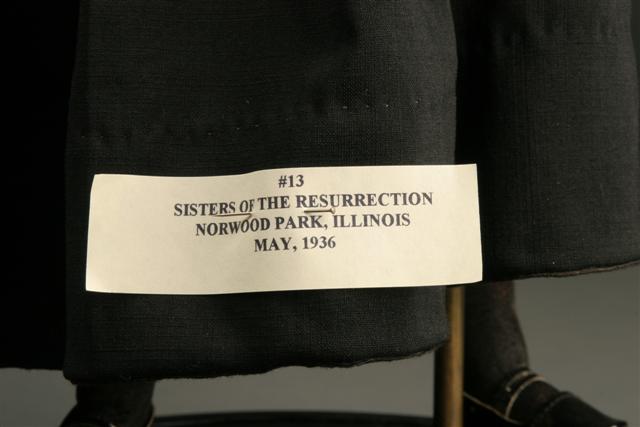 #13
SISTERS OF THE RESURRECTION
NORWOOD PARK, ILLINOIS
MAY, 1936